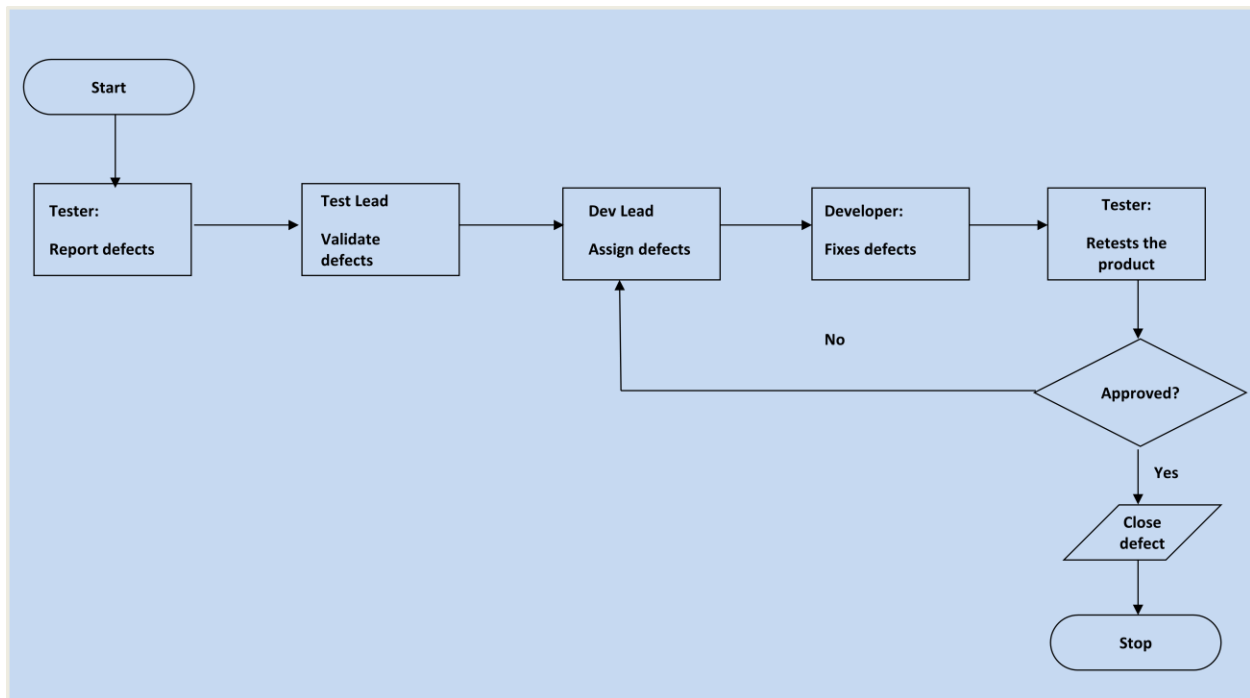 Start
Tester:
Report defects
Test Lead
Validate
defects
Dev Lead
Assign defects
Developer:
Fixes defects
Tester:
Retests the
product
No
Approved?
Yes
Close
defect
Stop